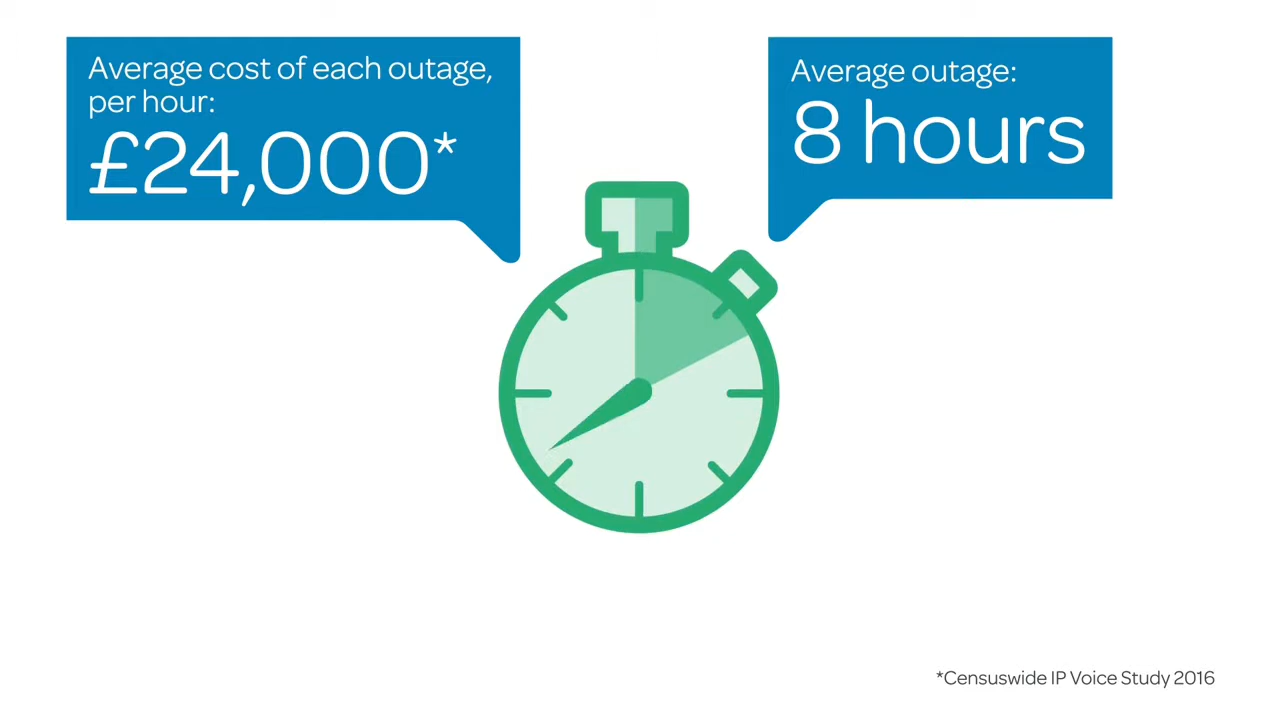 Average cost of each outage,
per hour:
£24,000*
Average outage:
8 hours
*Censuswide IP Voice Study 2016